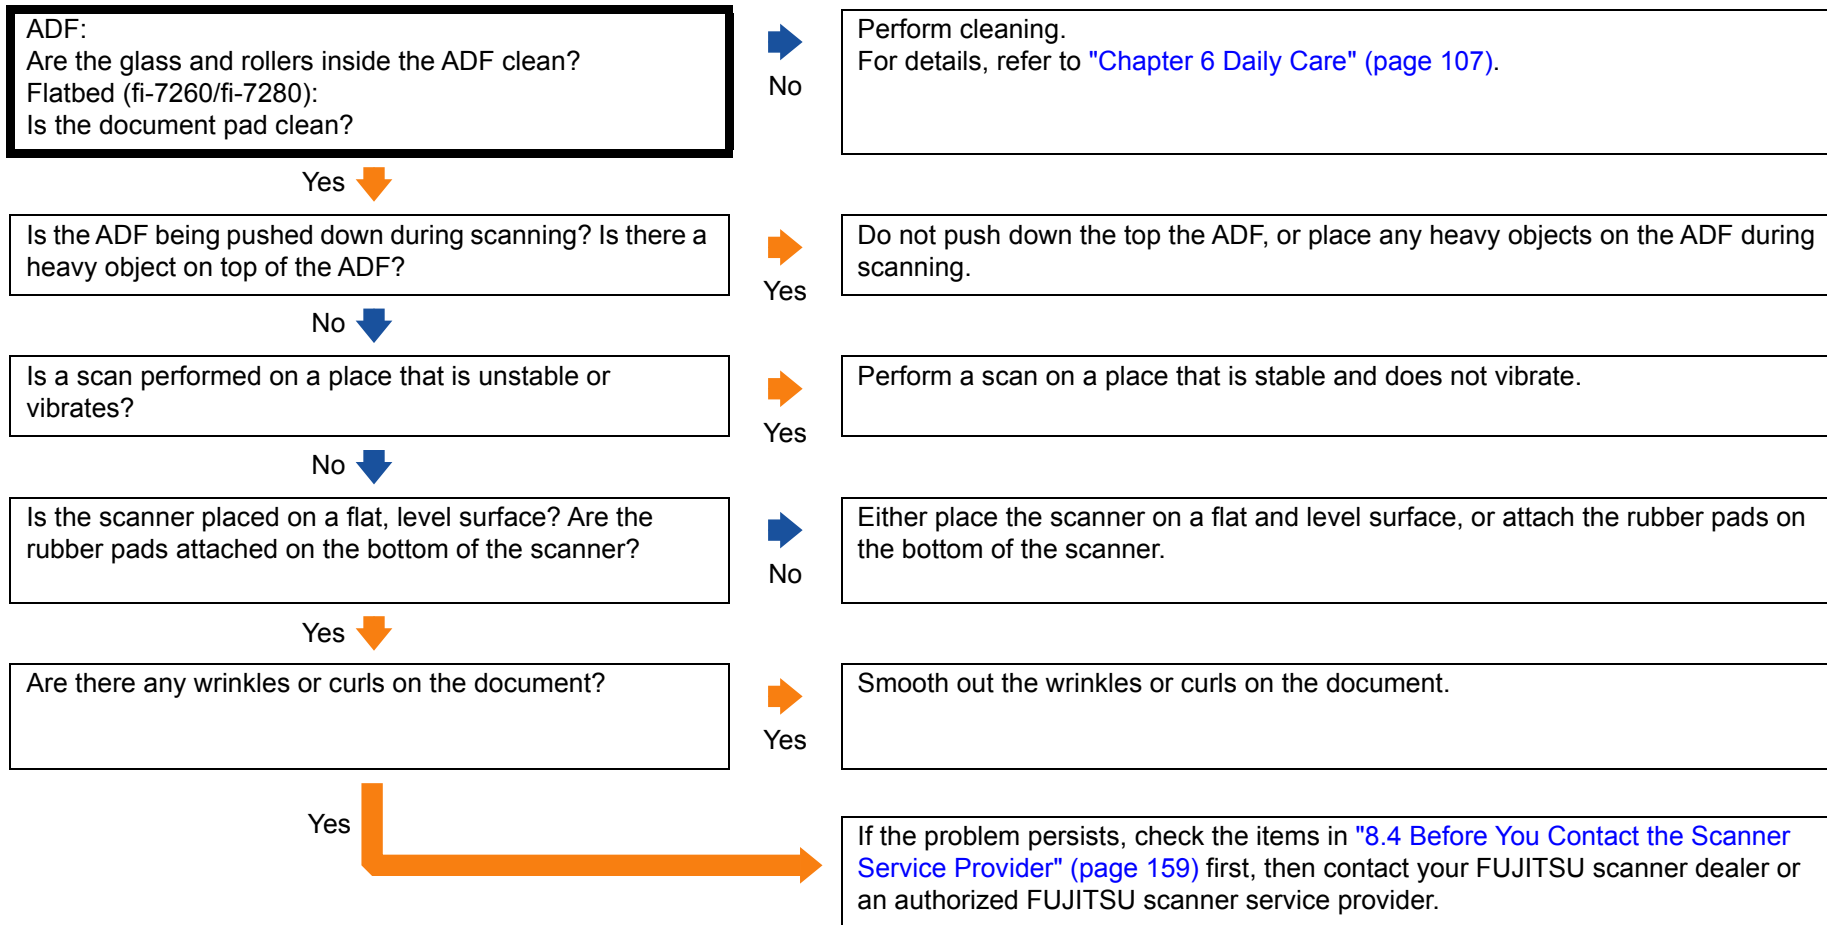 ADF:
Are the glass and rollers inside the ADF clean?
Flatbed (fi-7260/fi-7280):
Is the document pad clean?
No
Perform cleaning.
For details, refer to "Chapter 6 Daily Care" (page 107).
Yes
Is the ADF being pushed down during scanning? Is there a
heavy object on top of the ADF?
Yes
Do not push down the top the ADF, or place any heavy objects on the ADF during
scanning.
No
Is a scan performed on a place that is unstable or
vibrates?
Yes
Perform a scan on a place that is stable and does not vibrate.
No
Is the scanner placed on a flat, level surface? Are the
rubber pads attached on the bottom of the scanner?
No
Either place the scanner on a flat and level surface, or attach the rubber pads on
the bottom of the scanner.
Yes
Are there any wrinkles or curls on the document?
Yes
Smooth out the wrinkles or curls on the document.
Yes
If the problem persists, check the items in "8.4 Before You Contact the Scanner
Service Provider" (page 159) first, then contact your FUJITSU scanner dealer or
an authorized FUJITSU scanner service provider.